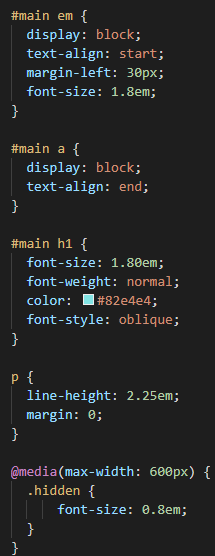 #main em {
display: block;
text-align: start;
margin-left: 30px;
font-size: 1.8em;
}
#main a {
display: block;
text-align: end;
}
#main h1 {
font-size: 1.80em;
font-weight: normal;
color: #82e4e4;
font-style: oblique;
}
p {
line-height: 2.25em;
margin: 0;
}
@media(max-width: 600px) {
.hidden {
font-size: 0.8em;
}
}